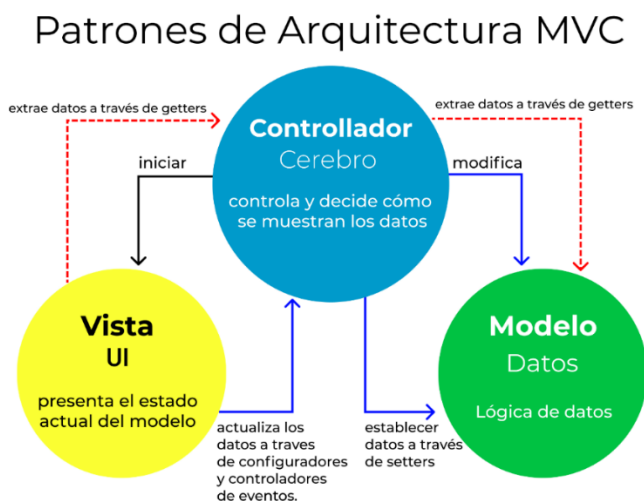 Patrones de Arquitectura MVC
extrae datos a través de getters
extrae datos a través de getters
Controllador
Cerebro
controla y decide cómo
se muestran los datos
iniciar
modifica
Vista
UI
presenta el estado
actual del modelo
Modelo
Datos
Lógica de datos
actualiza los
datos a traves
de configuradores
y controladores
de eventos.
establecer
datos a través
de setters